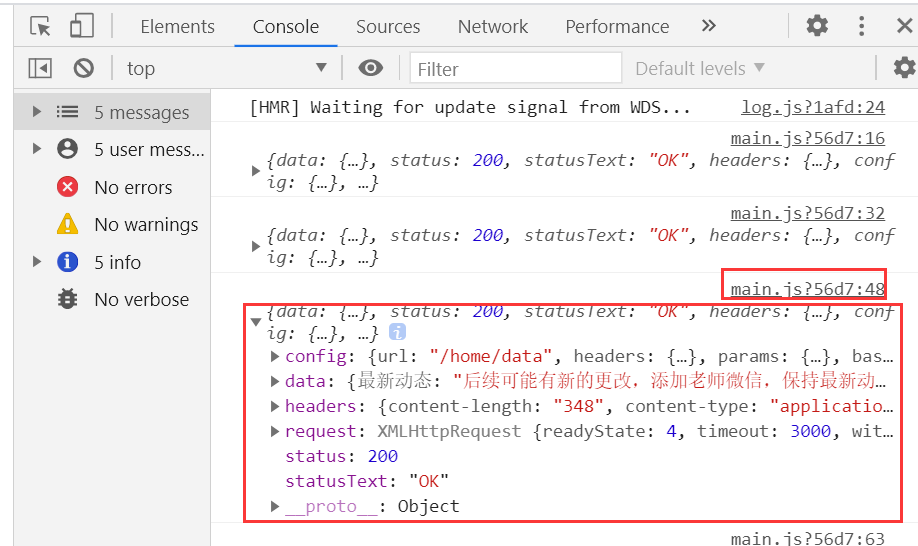 Elements Console Sources Network Performance
top Filter Default levels
5 messages
5 user mess...
No errors
No warnings
5 info
No verbose
[HMR] Waiting for update signal from WDS... log.js?1afd:24
main.js?56d7:16
{data: {…}, status: 200, statusText: "OK", headers: {…}, conf
ig: {…}, …}
main.js?56d7:32
{data: {…}, status: 200, statusText: "OK", headers: {…}, conf
ig: {…}, …}
main.js?56d7:48
{data: {…}, status: 200, statusText: "OK", headers: {…}, conf
ig: {…}, …} i
config: {url: "/home/data", headers: {…}, params: {…}, bas…
data: {最新动态: "后续可能有新的更改，添加老师微信，保持最新动…
headers: {content-length: "348", content-type: "applicatio…
request: XMLHttpRequest {readyState: 4, timeout: 3000, wit…
status: 200
statusText: "OK"
__proto__: Object
main.js?56d7:63